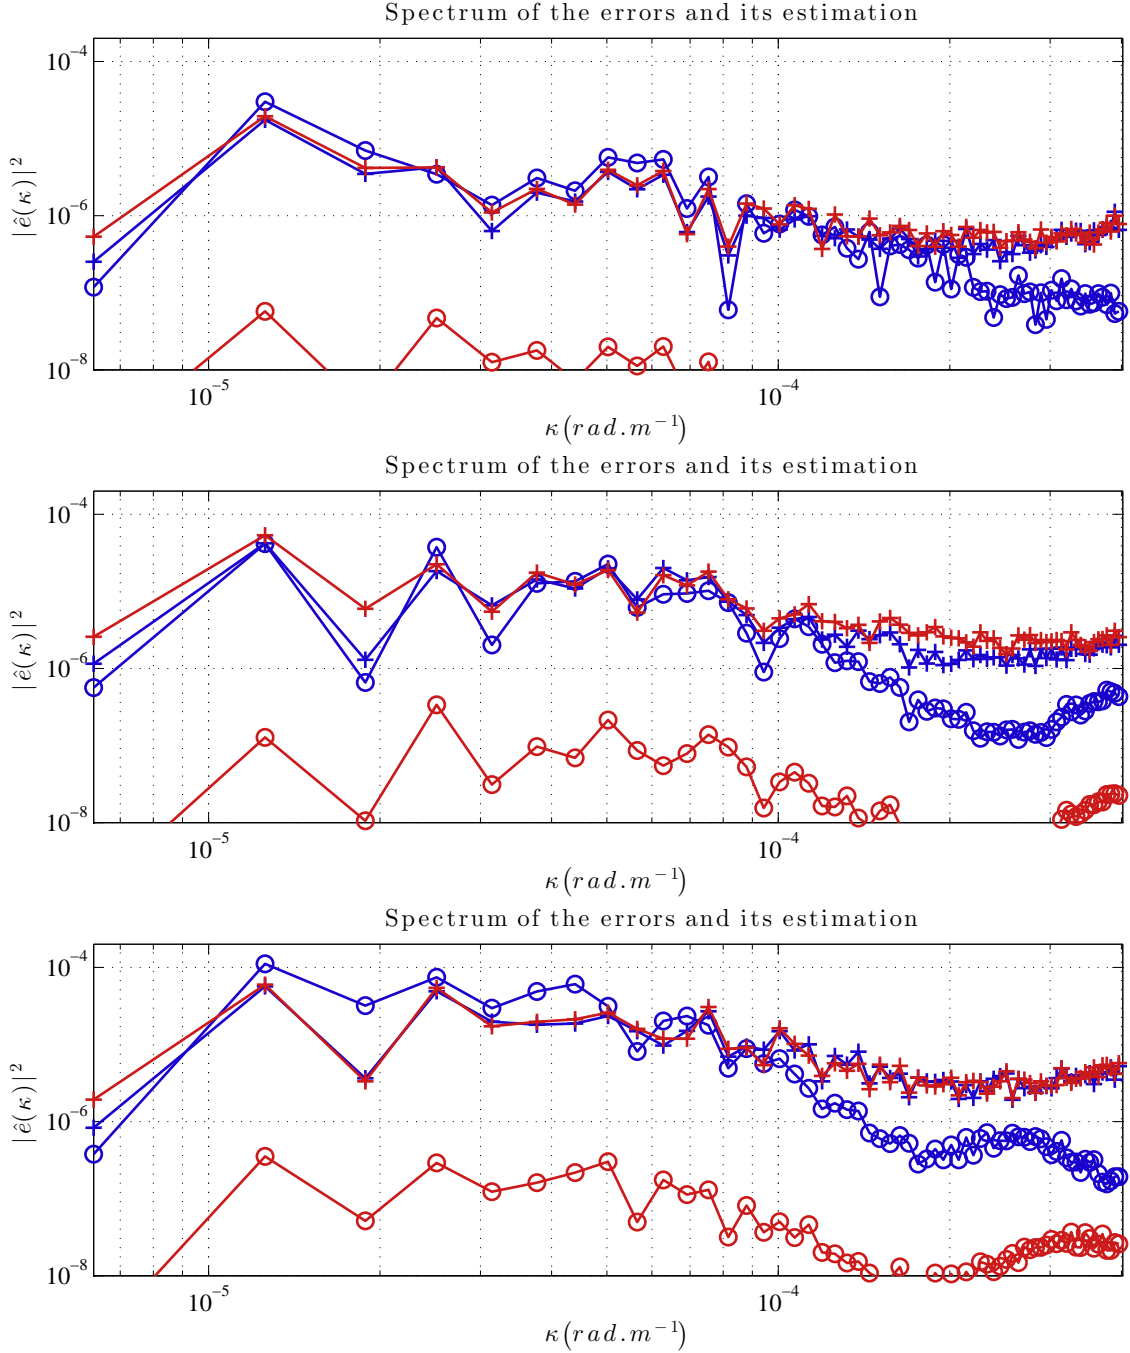 Spectrum of the errors and its estimation
10⁻⁴
10⁻⁶
10⁻⁸
|ê(κ)|²
10⁻⁵
10⁻⁴
κ(rad.m⁻¹)
Spectrum of the errors and its estimation
10⁻⁴
10⁻⁶
10⁻⁸
|ê(κ)|²
10⁻⁵
10⁻⁴
κ(rad.m⁻¹)
Spectrum of the errors and its estimation
10⁻⁴
10⁻⁶
10⁻⁸
|ê(κ)|²
10⁻⁵
10⁻⁴
κ(rad.m⁻¹)